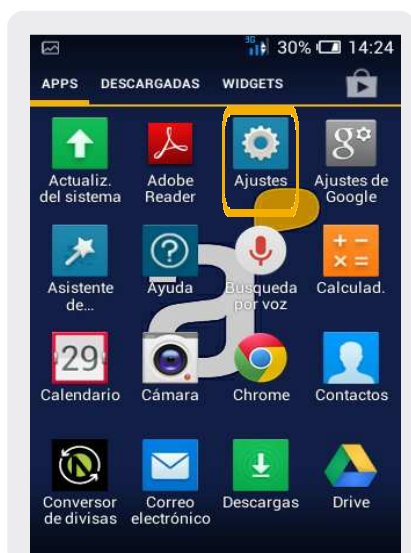 3G 30% 14:24
APPS DESCARGADAS WIDGETS
Actualiz. Adobe Ajustes Ajustes de
del sistema Reader Google
g
Asistente Ayuda Búsqueda Calculad.
de... por voz
29
Calendario Cámara Chrome Contactos
Conversor Correo Descargas Drive
de divisas electrónico